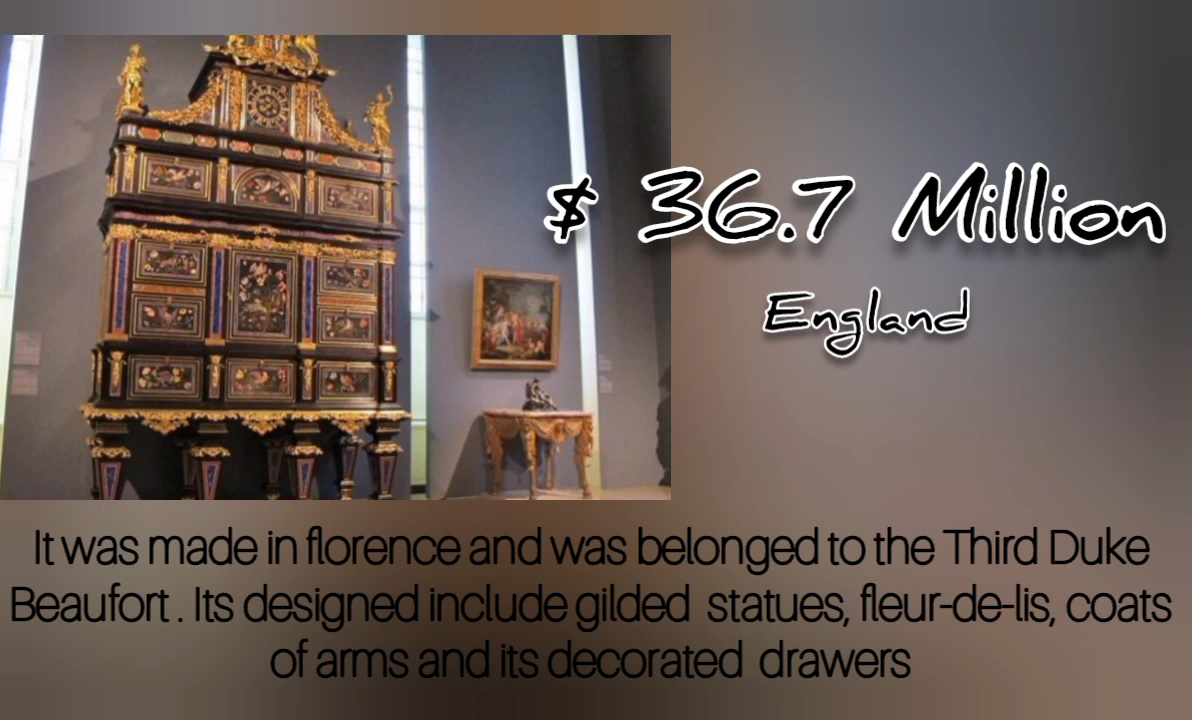 $ 36.7 Million
England
It was made in florence and was belonged to the Third Duke
Beaufort . Its designed include gilded statues, fleur-de-lis, coats
of arms and its decorated drawers